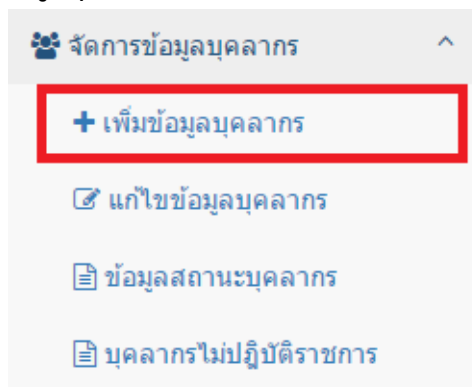 จัดการข้อมูลบุคลากร
เพิ่มข้อมูลบุคลากร
แก้ไขข้อมูลบุคลากร
ข้อมูลสถานะบุคลากร
บุคลากรไม่ปฏิบัติราชการ